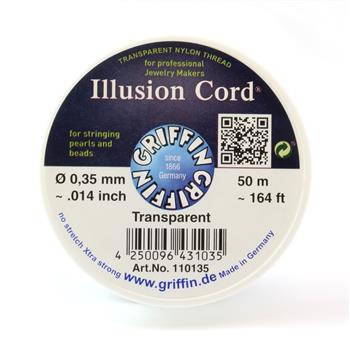 TRANSPARENT NYLON THREAD
for professional
Jewelry Makers
Illusion Cord®
for stringing
pearls and
beads
GRIFFIN
GRIFFIN
since
1866
Germany
Ø 0,35 mm
~ .014 inch
50 m
~ 164 ft
Transparent
4 250096 431035
Art.No. 110135
no stretch Xtra strong
www.griffin.de
Made in Germany